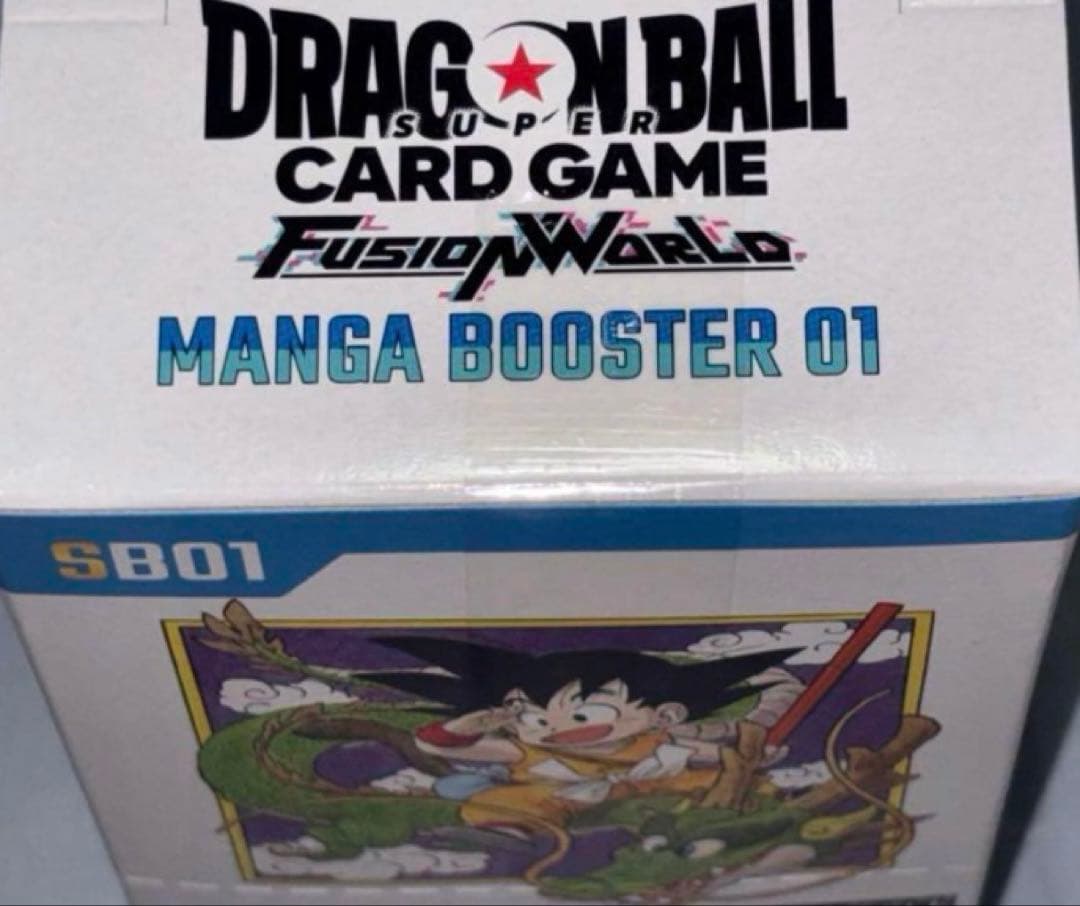 DRAGON BALL
SUPER
CARD GAME
FUSION WORLD
MANGA BOOSTER 01
SB01